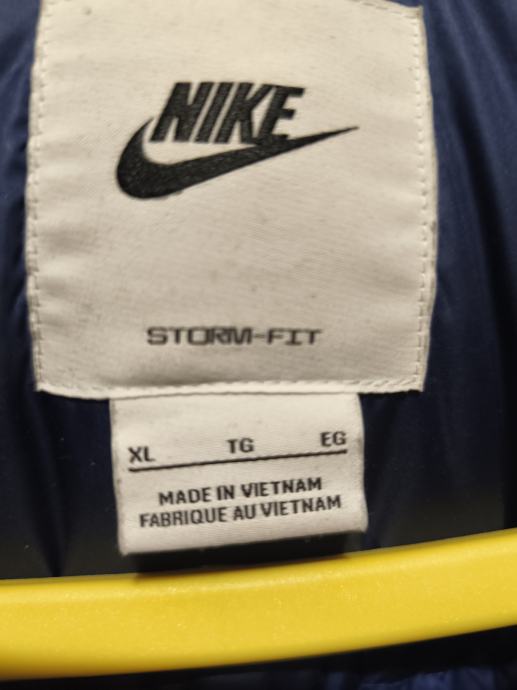 NIKE
STORM-FIT
XL TG EG
MADE IN VIETNAM
FABRIQUE AU VIETNAM